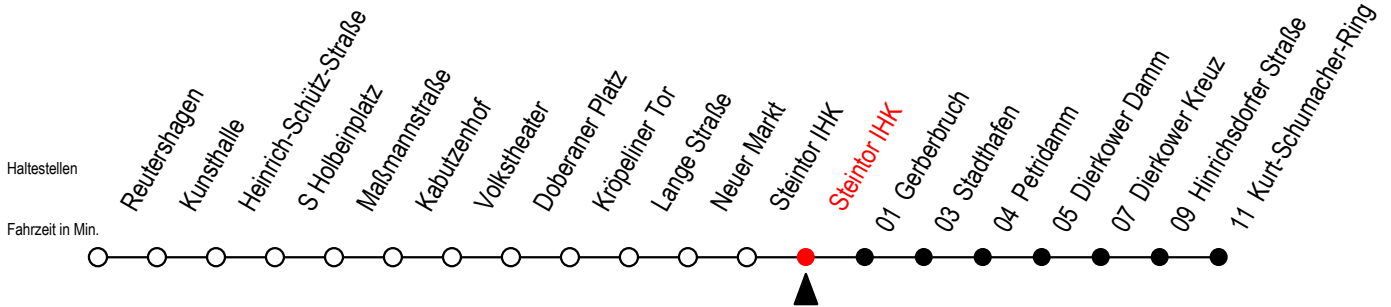 Haltestellen
Reutershagen
Kunsthalle
Heinrich-Schütz-Straße
S Holbeinplatz
Maßmannstraße
Kabutzenhof
Volkstheater
Doberaner Platz
Kröpeliner Tor
Lange Straße
Neuer Markt
Steintor IHK
Steintor IHK
01 Gerberbruch
03 Stadthafen
04 Petridamm
05 Dierkower Damm
07 Dierkower Kreuz
09 Hinrichsdorfer Straße
11 Kurt-Schumacher-Ring
Fahrzeit in Min.